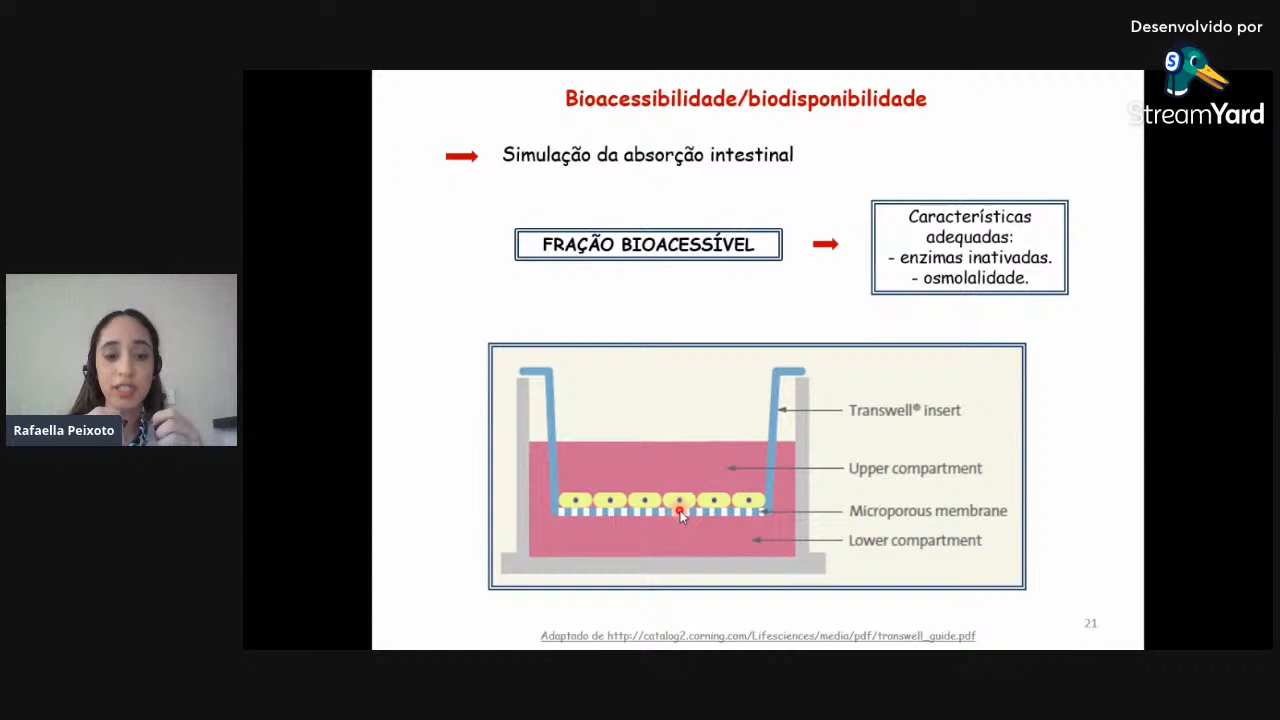 Desenvolvido por
StreamYard
Bioacessibilidade/biodisponibilidade
Simulação da absorção intestinal
FRAÇÃO BIOACESSÍVEL
Características
adequadas:
- enzimas inativadas.
- osmolalidade.
Transwell® insert
Upper compartment
Microporous membrane
Lower compartment
Rafaella Peixoto
21
Adaptado de http://catalog2.corning.com/Lifesciences/media/pdf/transwell_guide.pdf